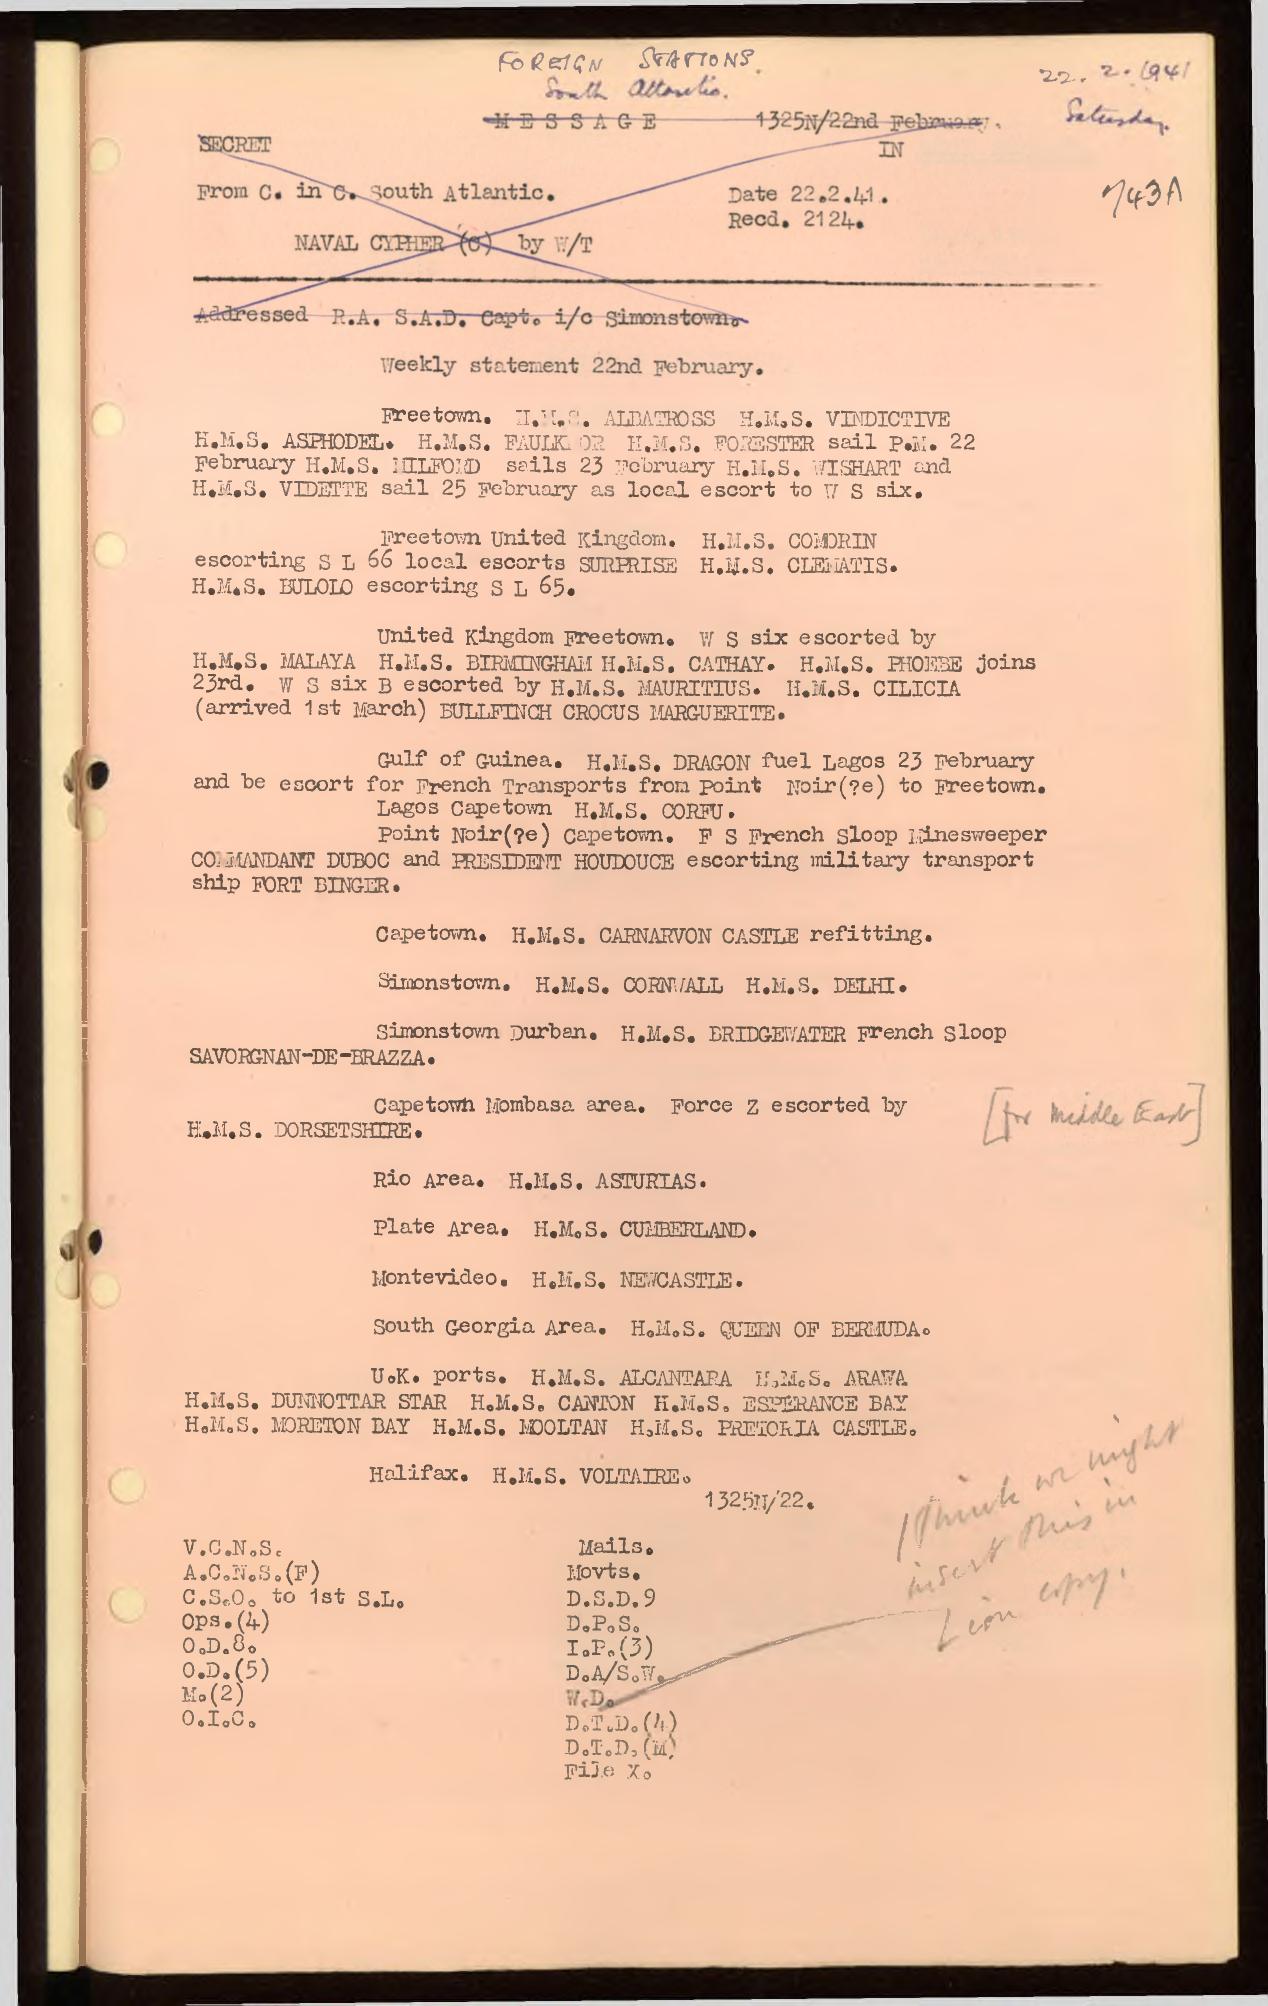 FOREIGN STATIONS.
South Atlantic.
22. 2. 1941
Saturday.
MESSAGE 1325N/22nd February.
SECRET
IN
From C. in C. South Atlantic.
Date 22.2.41.
Recd. 2124.
743A
NAVAL CYPHER (C) by W/T
Addressed R.A. S.A.D. Capt. i/c Simonstown.
Weekly statement 22nd February.
Freetown. H.M.S. ALBATROSS H.M.S. VINDICTIVE
H.M.S. ASPHODEL. H.M.S. FAULKNOR H.M.S. FORESTER sail P.M. 22
February H.M.S. MILFORD sails 23 February H.M.S. WISHART and
H.M.S. VIDETTE sail 25 February as local escort to W S six.
Freetown United Kingdom. H.M.S. COMORIN
escorting S L 66 local escorts SURPRISE H.M.S. CLEMATIS.
H.M.S. BULOLO escorting S L 65.
United Kingdom Freetown. W S six escorted by
H.M.S. MALAYA H.M.S. BIRMINGHAM H.M.S. CATHAY. H.M.S. PHOEBE joins
23rd. W S six B escorted by H.M.S. MAURITIUS. H.M.S. CILICIA
(arrived 1st March) BULLFINCH CROCUS MARGUERITE.
Gulf of Guinea. H.M.S. DRAGON fuel Lagos 23 February
and be escort for French Transports from Point Noir(?e) to Freetown.
Lagos Capetown H.M.S. CORFU.
Point Noir(?e) Capetown. F S French Sloop Minesweeper
COMMANDANT DUBOC and PRESIDENT HOUDOUCE escorting military transport
ship FORT BINGER.
Capetown. H.M.S. CARNARVON CASTLE refitting.
Simonstown. H.M.S. CORNWALL H.M.S. DELHI.
Simonstown Durban. H.M.S. BRIDGEWATER French Sloop
SAVORGNAN-DE-BRAZZA.
Capetown Mombasa area. Force Z escorted by
H.M.S. DORSETSHIRE.
[for Middle East]
Rio Area. H.M.S. ASTURIAS.
Plate Area. H.M.S. CUMBERLAND.
Montevideo. H.M.S. NEWCASTLE.
South Georgia Area. H.M.S. QUEEN OF BERMUDA.
U.K. ports. H.M.S. ALCANTARA H.M.S. ARAWA
H.M.S. DUNNOTTAR STAR H.M.S. CANTON H.M.S. ESPERANCE BAY
H.M.S. MORETON BAY H.M.S. MOOLTAN H.M.S. PRETORIA CASTLE.
Halifax. H.M.S. VOLTAIRE.
1325N/22.
I think we might
insert this in
Lion copy.
V.C.N.S.
A.C.N.S.(F)
C.S.O. to 1st S.L.
Ops.(4)
O.D.8.
O.D.(5)
M.(2)
O.I.C.
Mails.
Movts.
D.S.D.9
D.P.S.
I.P.(3)
D.A/S.W.
W.D.
D.T.D.(4)
D.T.D.(M)
File X.